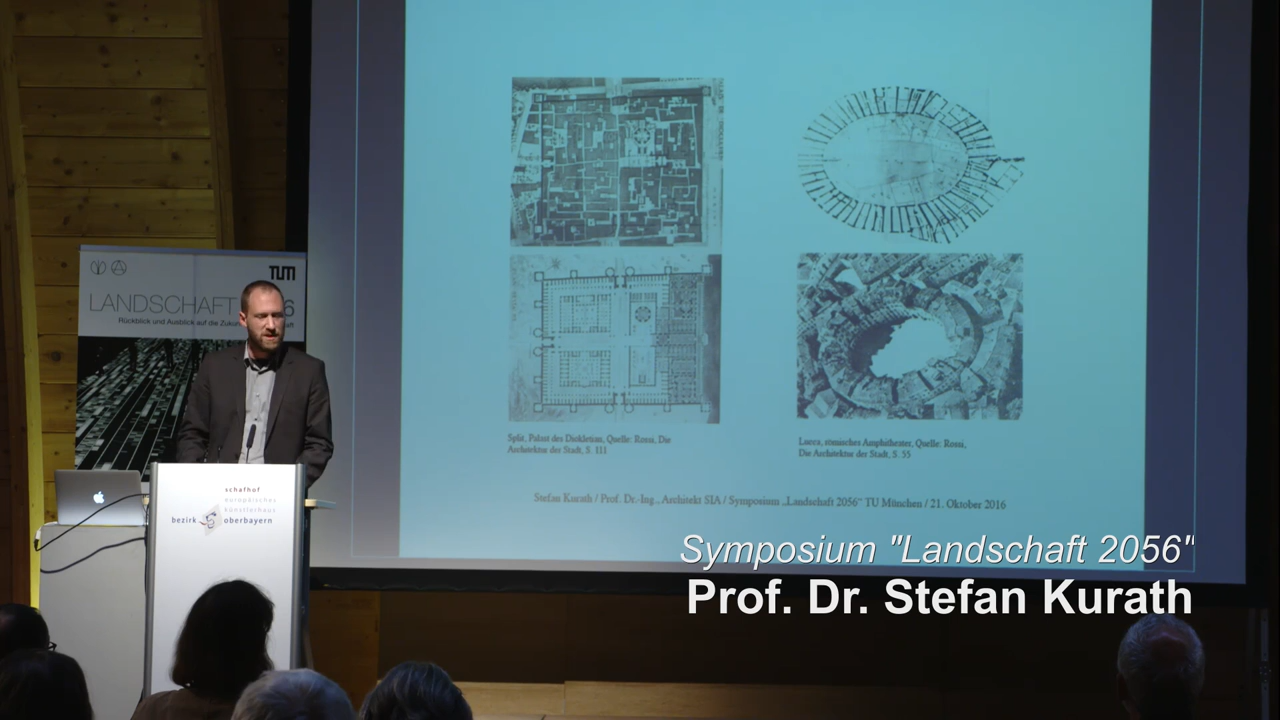 TUM
LANDSCHAFT 6
Rückblick und Ausblick auf die
schafhof
europäisches
künstlerhaus
bezirk oberbayern
Split, Palast des Diokletian, Quelle: Rossi, Die
Architektur der Stadt, S. 111
Lucca, römisches Amphitheater, Quelle: Rossi,
Die Architektur der Stadt, S. 55
Stefan Kurath / Prof. Dr.-Ing., Architekt SIA / Symposium „Landschaft 2056“ TU München / 21. Oktober 2016
Symposium "Landschaft 2056"
Prof. Dr. Stefan Kurath